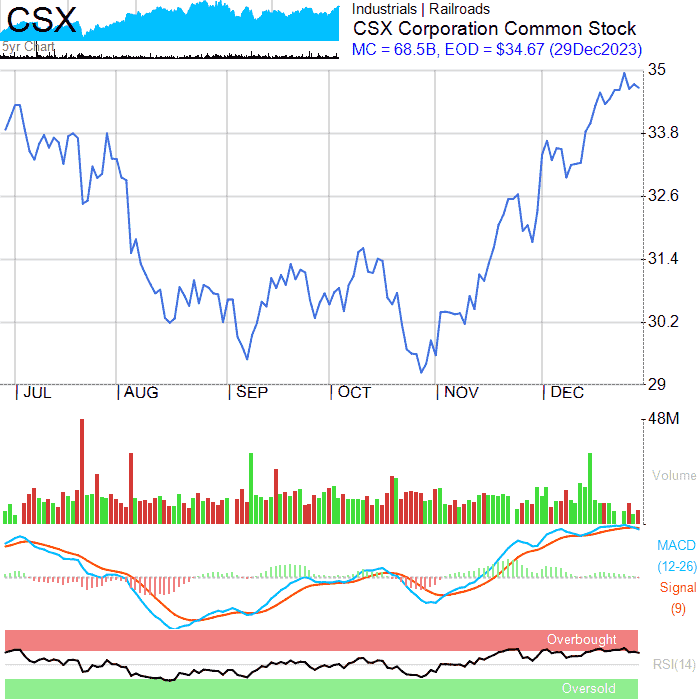 CSX
5yr Chart
Industrials | Railroads
CSX Corporation Common Stock
MC = 68.5B, EOD = $34.67 (29Dec2023)
35
33.8
32.6
31.4
30.2
29
JUL AUG SEP OCT NOV DEC
48M
Volume
MACD
(12-26)
Signal
(9)
Overbought
RSI(14)
Oversold